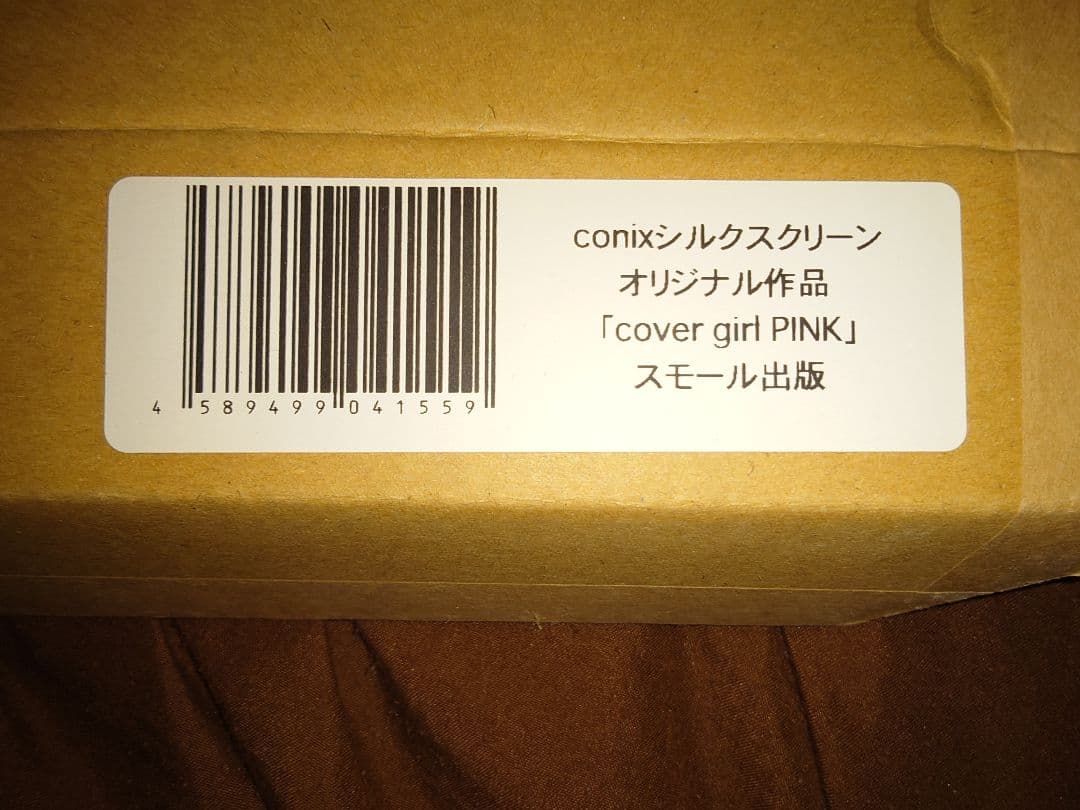 conixシルクスクリーン
オリジナル作品
「cover girl PINK」
スモール出版
4 589499 041559